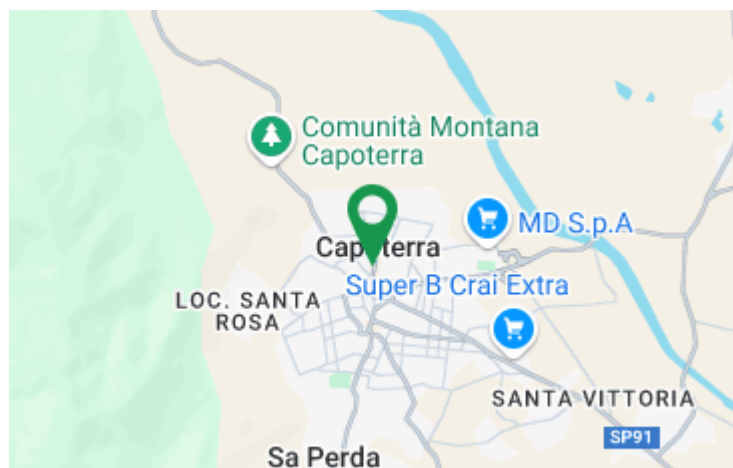 Comunità Montana
Capoterra
MD S.p.A
Capoterra
Super B Crai Extra
LOC. SANTA
ROSA
SANTA VITTORIA
SP91
Sa Perda